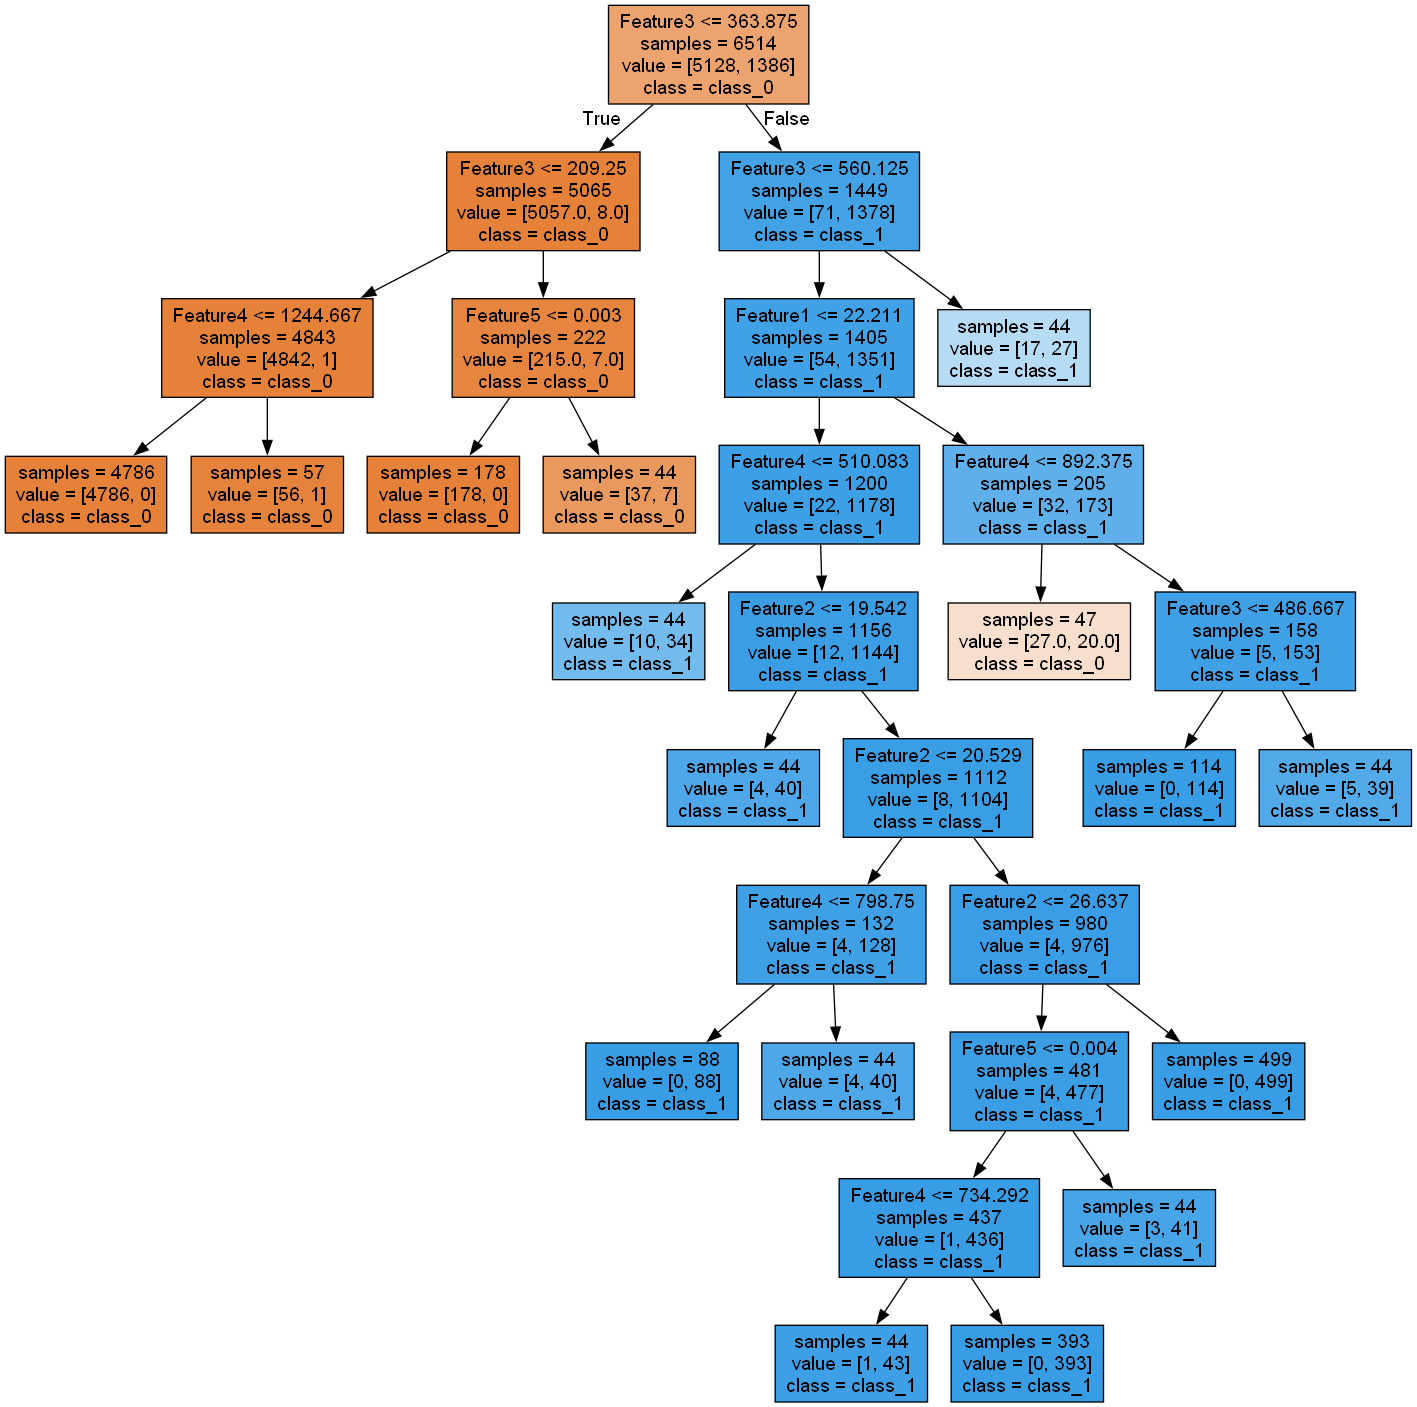 Feature3 <= 363.875
samples = 6514
value = [5128, 1386]
class = class_0
True
False
Feature3 <= 209.25
samples = 5065
value = [5057.0, 8.0]
class = class_0
Feature3 <= 560.125
samples = 1449
value = [71, 1378]
class = class_1
Feature4 <= 1244.667
samples = 4843
value = [4842, 1]
class = class_0
Feature5 <= 0.003
samples = 222
value = [215.0, 7.0]
class = class_0
Feature1 <= 22.211
samples = 1405
value = [54, 1351]
class = class_1
samples = 44
value = [17, 27]
class = class_1
samples = 4786
value = [4786, 0]
class = class_0
samples = 57
value = [56, 1]
class = class_0
samples = 178
value = [178, 0]
class = class_0
samples = 44
value = [37, 7]
class = class_0
Feature4 <= 510.083
samples = 1200
value = [22, 1178]
class = class_1
Feature4 <= 892.375
samples = 205
value = [32, 173]
class = class_1
samples = 44
value = [10, 34]
class = class_1
Feature2 <= 19.542
samples = 1156
value = [12, 1144]
class = class_1
samples = 47
value = [27.0, 20.0]
class = class_0
Feature3 <= 486.667
samples = 158
value = [5, 153]
class = class_1
samples = 44
value = [4, 40]
class = class_1
Feature2 <= 20.529
samples = 1112
value = [8, 1104]
class = class_1
samples = 114
value = [0, 114]
class = class_1
samples = 44
value = [5, 39]
class = class_1
Feature4 <= 798.75
samples = 132
value = [4, 128]
class = class_1
Feature2 <= 26.637
samples = 980
value = [4, 976]
class = class_1
samples = 88
value = [0, 88]
class = class_1
samples = 44
value = [4, 40]
class = class_1
Feature5 <= 0.004
samples = 481
value = [4, 477]
class = class_1
samples = 499
value = [0, 499]
class = class_1
Feature4 <= 734.292
samples = 437
value = [1, 436]
class = class_1
samples = 44
value = [3, 41]
class = class_1
samples = 44
value = [1, 43]
class = class_1
samples = 393
value = [0, 393]
class = class_1